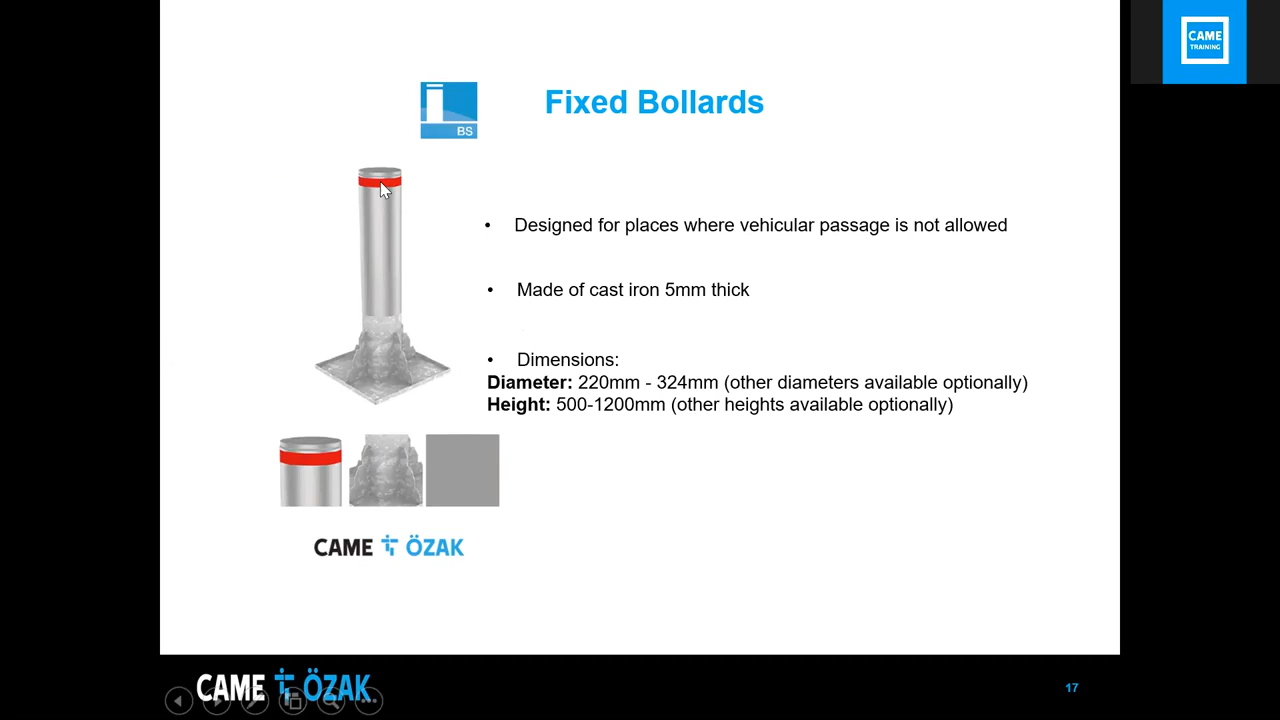 CAME
TRAINING
Fixed Bollards
BS
• Designed for places where vehicular passage is not allowed
• Made of cast iron 5mm thick
• Dimensions:
Diameter: 220mm - 324mm (other diameters available optionally)
Height: 500-1200mm (other heights available optionally)
CAME ÖZAK
CAME ÖZAK
17